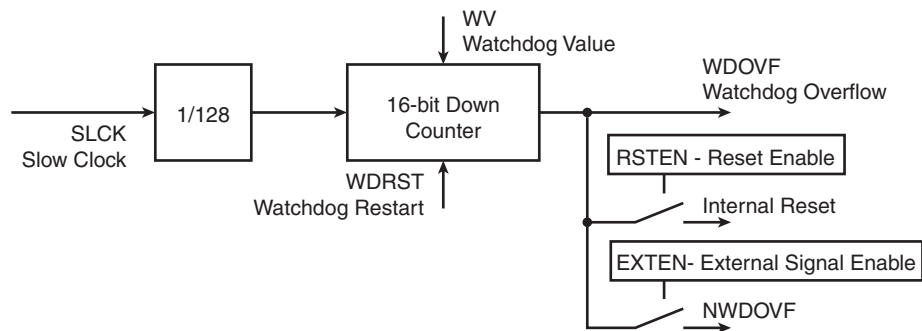 WV
Watchdog Value
WDOVF
Watchdog Overflow
1/128
16-bit Down
Counter
SLCK
Slow Clock
RSTEN - Reset Enable
WDRST
Watchdog Restart
Internal Reset
EXTEN- External Signal Enable
NWDOVF